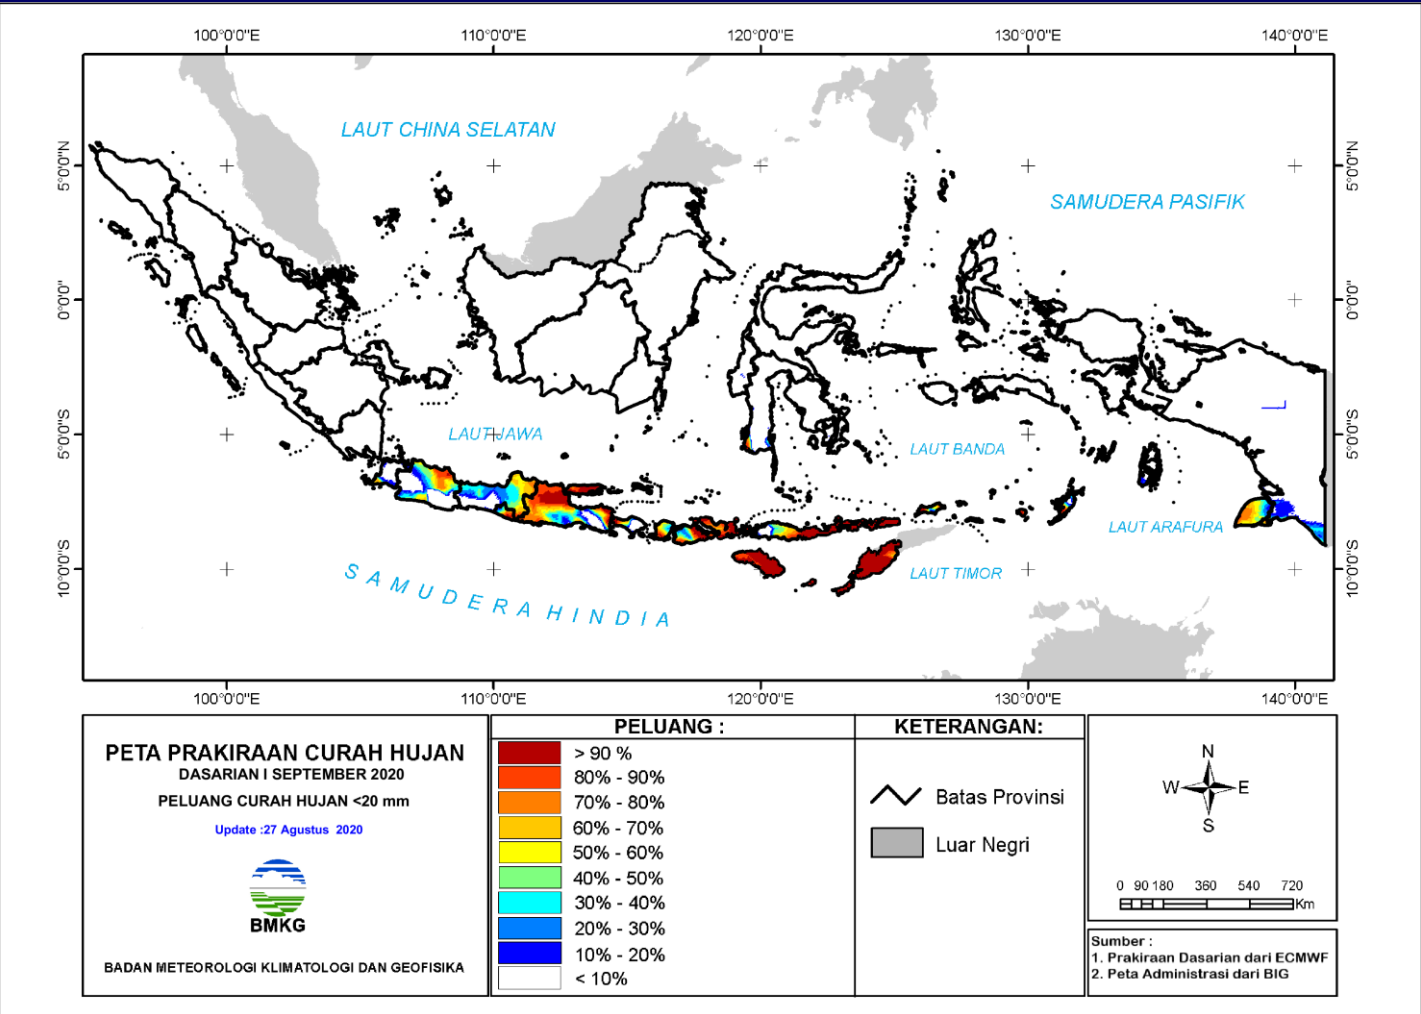 100°0'0"E 110°0'0"E 120°0'0"E 130°0'0"E 140°0'0"E
5°0'0"N 5°0'0"N
LAUT CHINA SELATAN
SAMUDERA PASIFIK
0°0'0" 0°0'0"
5°0'0"S 5°0'0"S
LAUT JAWA
LAUT BANDA
LAUT ARAFURA
10°0'0"S 10°0'0"S
LAUT TIMOR
SAMUDERA HINDIA
100°0'0"E 110°0'0"E 120°0'0"E 130°0'0"E 140°0'0"E
PETA PRAKIRAAN CURAH HUJAN
DASARIAN I SEPTEMBER 2020
PELUANG CURAH HUJAN <20 mm
Update :27 Agustus 2020
BMKG
BADAN METEOROLOGI KLIMATOLOGI DAN GEOFISIKA
PELUANG :
> 90 %
80% - 90%
70% - 80%
60% - 70%
50% - 60%
40% - 50%
30% - 40%
20% - 30%
10% - 20%
< 10%
KETERANGAN:
Batas Provinsi
Luar Negri
N
W E
S
0 90 180 360 540 720
Km
Sumber :
1. Prakiraan Dasarian dari ECMWF
2. Peta Administrasi dari BIG